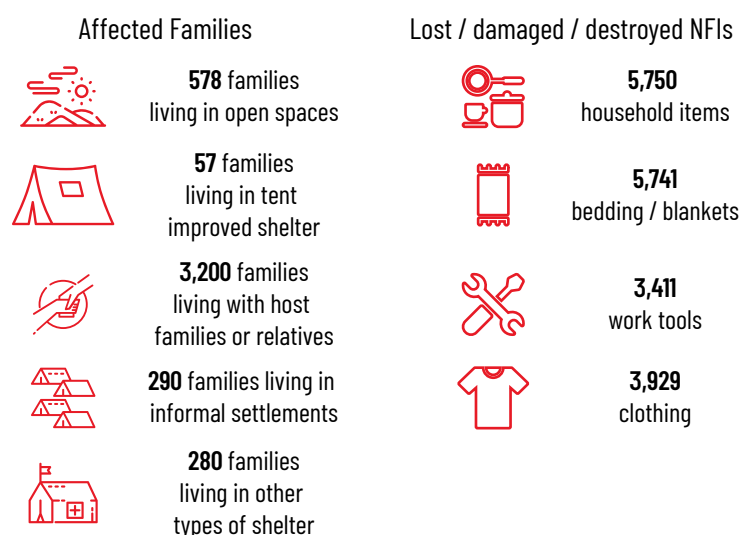 Affected Families
578 families
living in open spaces
57 families
living in tent
improved shelter
3,200 families
living with host
families or relatives
290 families living in
informal settlements
280 families
living in other
types of shelter
Lost / damaged / destroyed NFIs
5,750
household items
5,741
bedding / blankets
3,411
work tools
3,929
clothing